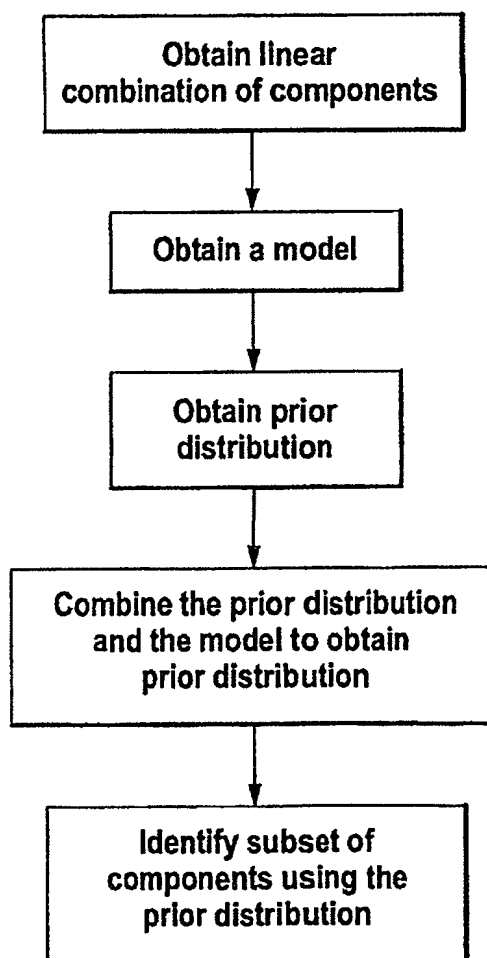 Obtain linear
combination of components
Obtain a model
Obtain prior
distribution
Combine the prior distribution
and the model to obtain
prior distribution
Identify subset of
components using the
prior distribution